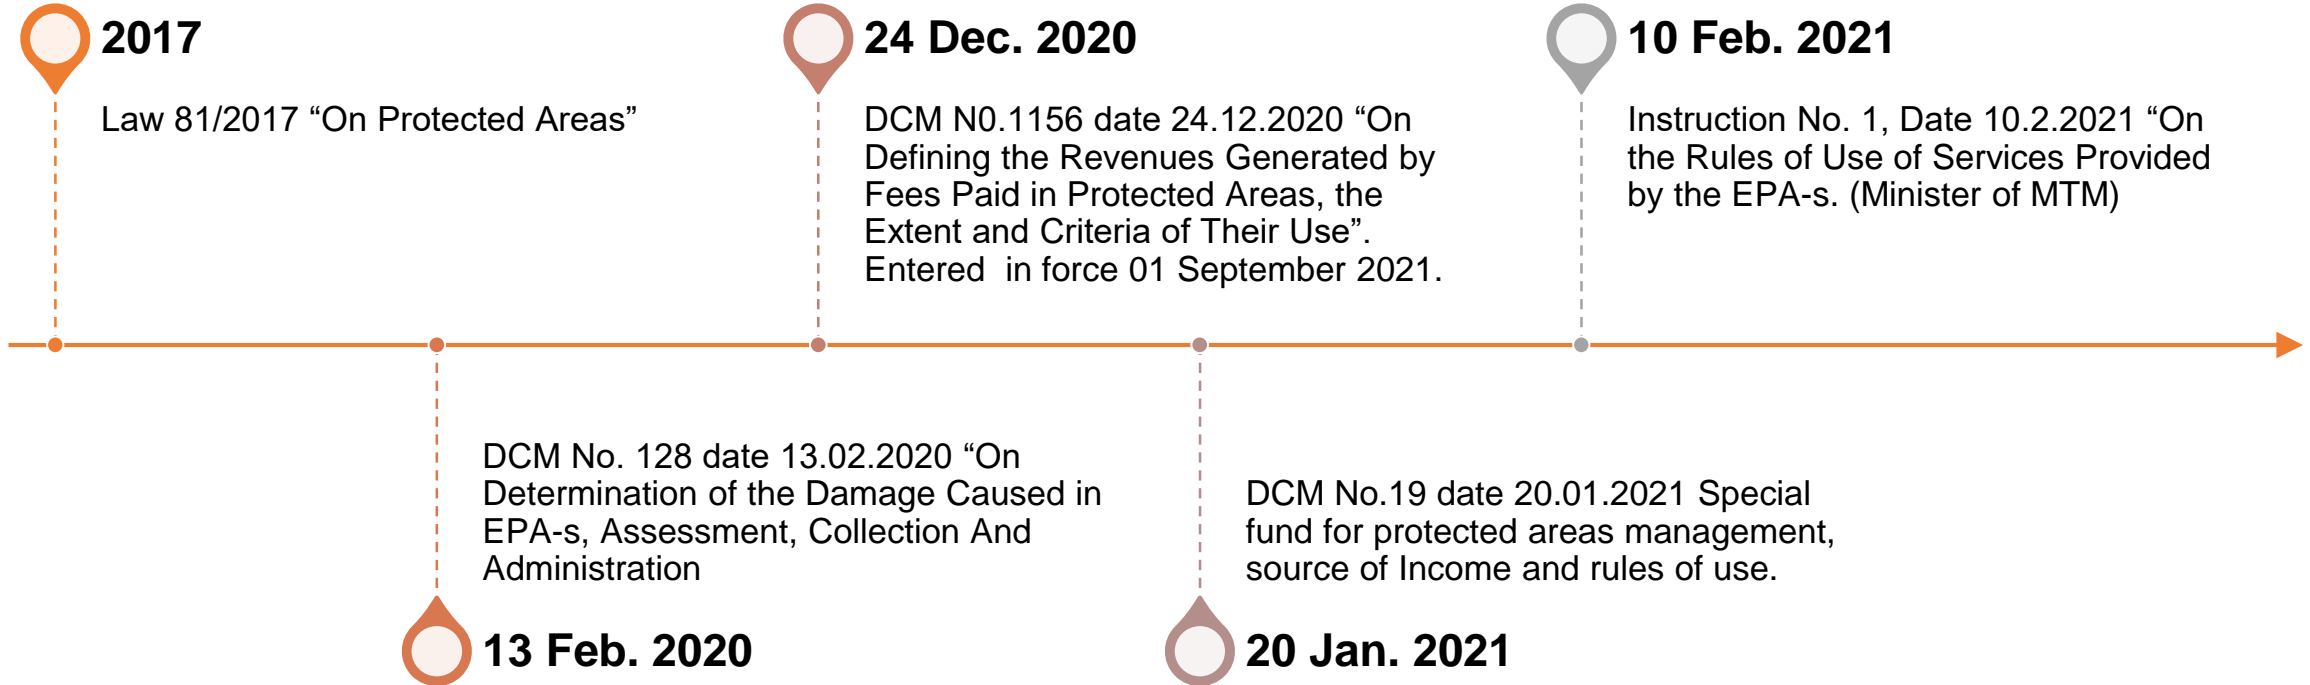 2017
Law 81/2017 “On Protected Areas”
13 Feb. 2020
DCM No. 128 date 13.02.2020 “On
Determination of the Damage Caused in
EPA-s, Assessment, Collection And
Administration
24 Dec. 2020
DCM N0.1156 date 24.12.2020 “On
Defining the Revenues Generated by
Fees Paid in Protected Areas, the
Extent and Criteria of Their Use”.
Entered  in force 01 September 2021.
20 Jan. 2021
DCM No.19 date 20.01.2021 Special
fund for protected areas management,
source of Income and rules of use.
10 Feb. 2021
Instruction No. 1, Date 10.2.2021 “On
the Rules of Use of Services Provided
by the EPA-s. (Minister of MTM)